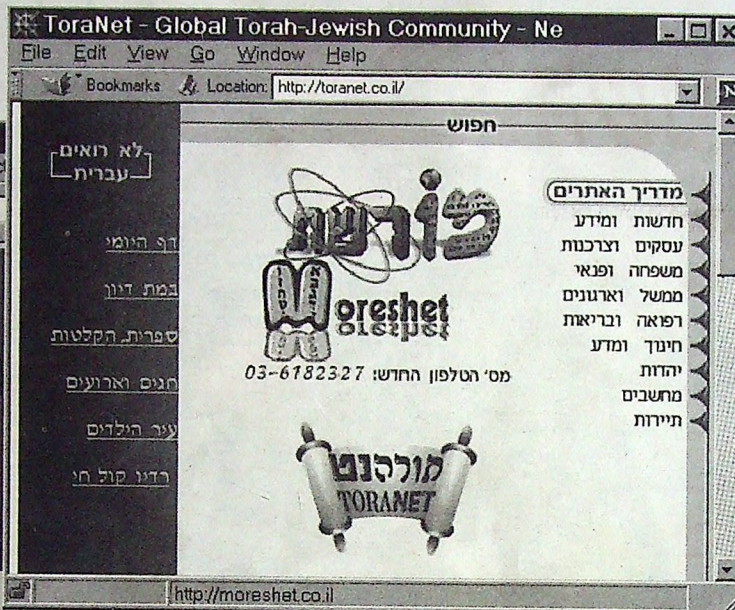 ToraNet - Global Torah-Jewish Community - Ne
File Edit View Go Window Help
Bookmarks Location: http://toranet.co.il/
N
חפוש
לא רואים
עברית
דף היומי
במת דיון
ספרית הקלטות
חגים וארועים
עיר הילדים
רדיו קול חי
מורשת
Moreshet
מס' הטלפון החדש: 03-6182327
תורהנט
TORANET
מדריך האתרים
חדשות ומידע
עסקים וצרכנות
משפחה ופנאי
ממשל וארגונים
רפואה ובריאות
חינוך ומדע
יהדות
מחשבים
תיירות
http://moreshet.co.il